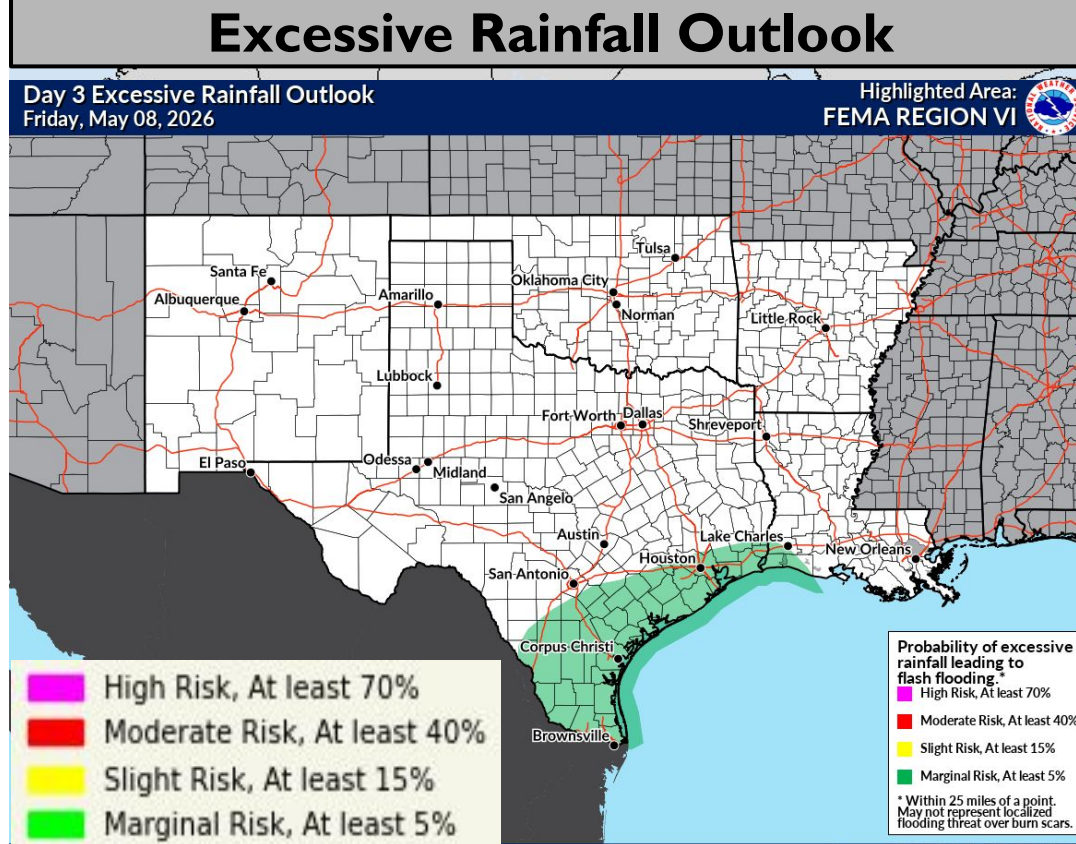 Excessive Rainfall Outlook
Day 3 Excessive Rainfall Outlook
Friday, May 08, 2026
Highlighted Area:
FEMA REGION VI
Tulsa
Santa Fe
Oklahoma City
Albuquerque
Amarillo
Norman
Little Rock
Lubbock
Fort Worth
Dallas
Shreveport
El Paso
Odessa
Midland
San Angelo
Austin
Lake Charles
Houston
New Orleans
San Antonio
Corpus Christi
Brownsville
High Risk, At least 70%
Moderate Risk, At least 40%
Slight Risk, At least 15%
Marginal Risk, At least 5%
Probability of excessive
rainfall leading to
flash flooding.*
High Risk, At least 70%
Moderate Risk, At least 40%
Slight Risk, At least 15%
Marginal Risk, At least 5%
* Within 25 miles of a point.
May not represent localized
flooding threat over burn scars.